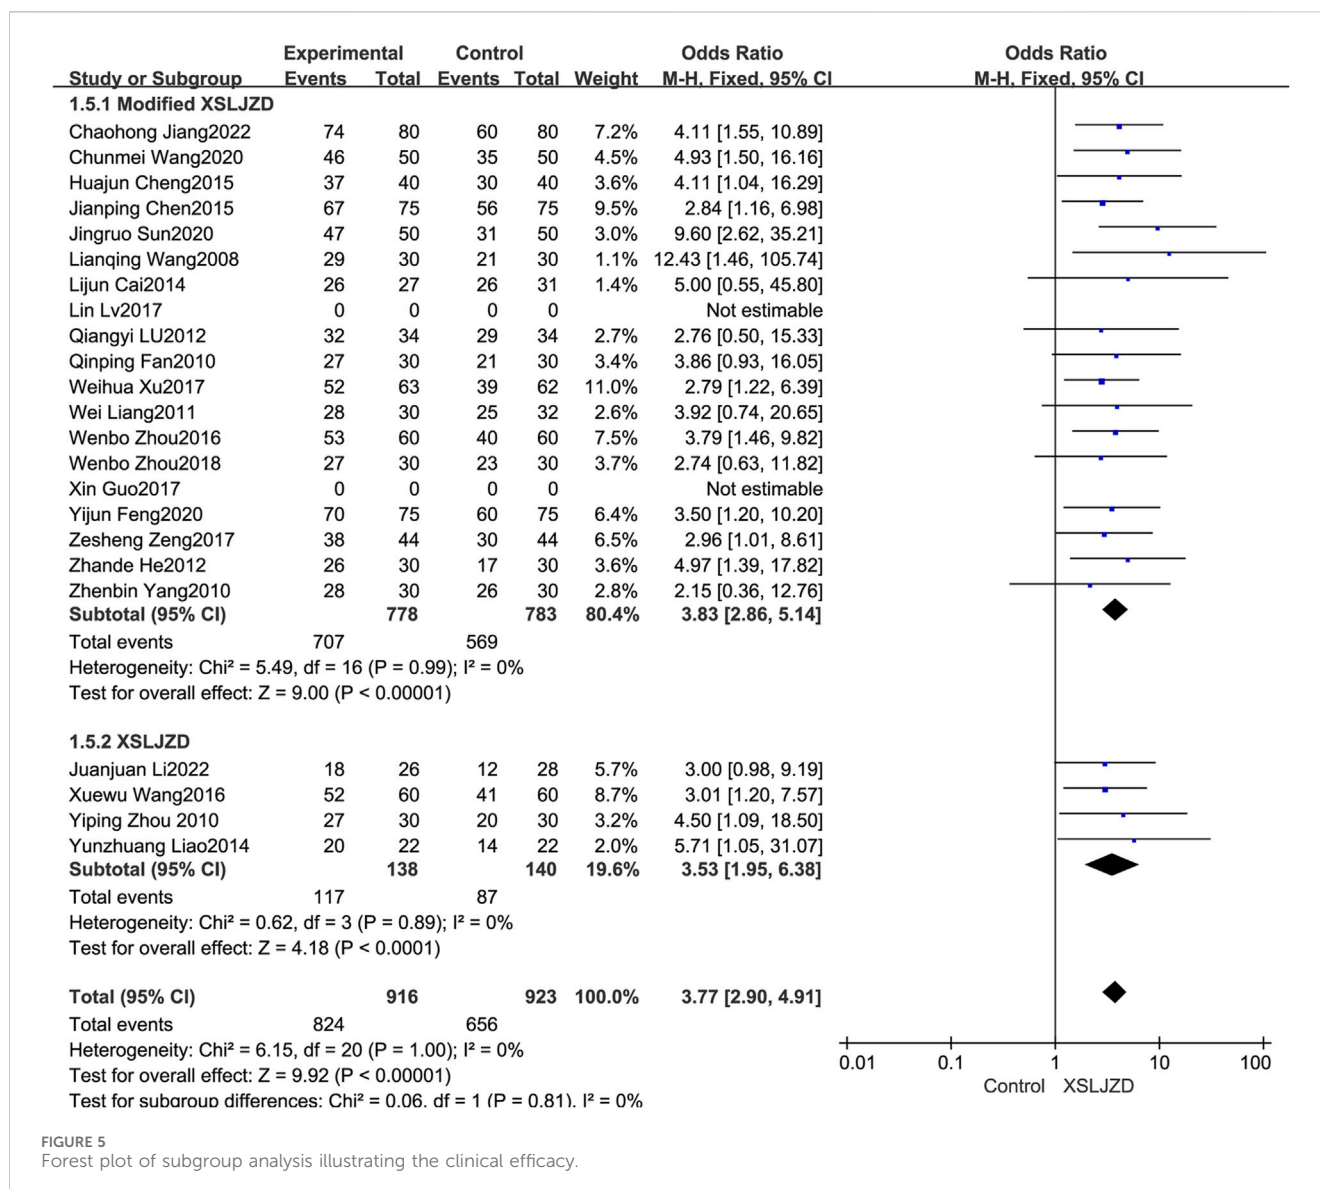 Experimental Control Odds Ratio Odds Ratio
Study or Subgroup Events Total Events Total Weight M-H, Fixed, 95% CI M-H, Fixed, 95% CI
1.5.1 Modified XSLJZD
Chaohong Jiang2022 74 80 60 80 7.2% 4.11 [1.55, 10.89]
Chunmei Wang2020 46 50 35 50 4.5% 4.93 [1.50, 16.16]
Huajun Cheng2015 37 40 30 40 3.6% 4.11 [1.04, 16.29]
Jianping Chen2015 67 75 56 75 9.5% 2.84 [1.16, 6.98]
Jingruo Sun2020 47 50 31 50 3.0% 9.60 [2.62, 35.21]
Lianqing Wang2008 29 30 21 30 1.1% 12.43 [1.46, 105.74]
Lijun Cai2014 26 27 26 31 1.4% 5.00 [0.55, 45.80]
Lin Lv2017 0 0 0 0 Not estimable
Qiangyi LU2012 32 34 29 34 2.7% 2.76 [0.50, 15.33]
Qinping Fan2010 27 30 21 30 3.4% 3.86 [0.93, 16.05]
Weihua Xu2017 52 63 39 62 11.0% 2.79 [1.22, 6.39]
Wei Liang2011 28 30 25 32 2.6% 3.92 [0.74, 20.65]
Wenbo Zhou2016 53 60 40 60 7.5% 3.79 [1.46, 9.82]
Wenbo Zhou2018 27 30 23 30 3.7% 2.74 [0.63, 11.82]
Xin Guo2017 0 0 0 0 Not estimable
Yijun Feng2020 70 75 60 75 6.4% 3.50 [1.20, 10.20]
Zesheng Zeng2017 38 44 30 44 6.5% 2.96 [1.01, 8.61]
Zhande He2012 26 30 17 30 3.6% 4.97 [1.39, 17.82]
Zhenbin Yang2010 28 30 26 30 2.8% 2.15 [0.36, 12.76]
Subtotal (95% CI) 778 783 80.4% 3.83 [2.86, 5.14]
Total events 707 569
Heterogeneity: Chi² = 5.49, df = 16 (P = 0.99); I² = 0%
Test for overall effect: Z = 9.00 (P < 0.00001)
1.5.2 XSLJZD
Juanjuan Li2022 18 26 12 28 5.7% 3.00 [0.98, 9.19]
Xuewu Wang2016 52 60 41 60 8.7% 3.01 [1.20, 7.57]
Yiping Zhou 2010 27 30 20 30 3.2% 4.50 [1.09, 18.50]
Yunzhuang Liao2014 20 22 14 22 2.0% 5.71 [1.05, 31.07]
Subtotal (95% CI) 138 140 19.6% 3.53 [1.95, 6.38]
Total events 117 87
Heterogeneity: Chi² = 0.62, df = 3 (P = 0.89); I² = 0%
Test for overall effect: Z = 4.18 (P < 0.0001)
Total (95% CI) 916 923 100.0% 3.77 [2.90, 4.91]
Total events 824 656
Heterogeneity: Chi² = 6.15, df = 20 (P = 1.00); I² = 0%
Test for overall effect: Z = 9.92 (P < 0.00001)
Test for subgroup differences: Chi² = 0.06, df = 1 (P = 0.81), I² = 0%
0.01 0.1 1 10 100
Control XSLJZD
FIGURE 5
Forest plot of subgroup analysis illustrating the clinical efficacy.